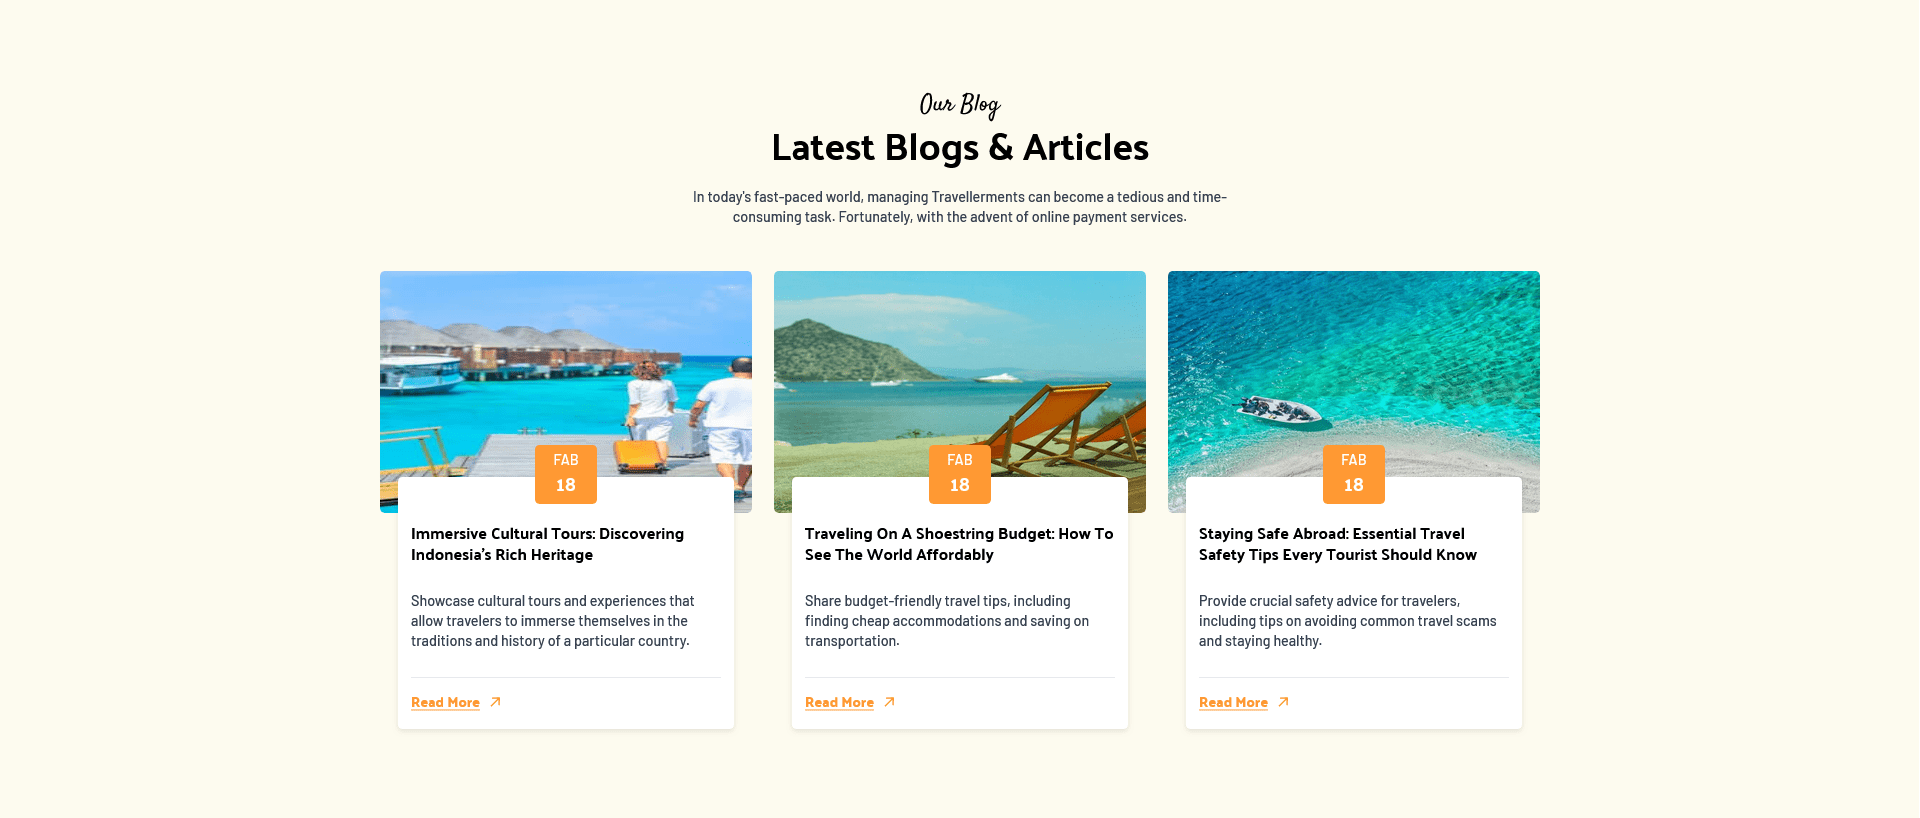 Our Blog
Latest Blogs & Articles
In today's fast-paced world, managing Travellerments can become a tedious and time-
consuming task. Fortunately, with the advent of online payment services.
FAB
18
Immersive Cultural Tours: Discovering
Indonesia's Rich Heritage
Showcase cultural tours and experiences that
allow travelers to immerse themselves in the
traditions and history of a particular country.
Read More
FAB
18
Traveling On A Shoestring Budget: How To
See The World Affordably
Share budget-friendly travel tips, including
finding cheap accommodations and saving on
transportation.
Read More
FAB
18
Staying Safe Abroad: Essential Travel
Safety Tips Every Tourist Should Know
Provide crucial safety advice for travelers,
including tips on avoiding common travel scams
and staying healthy.
Read More